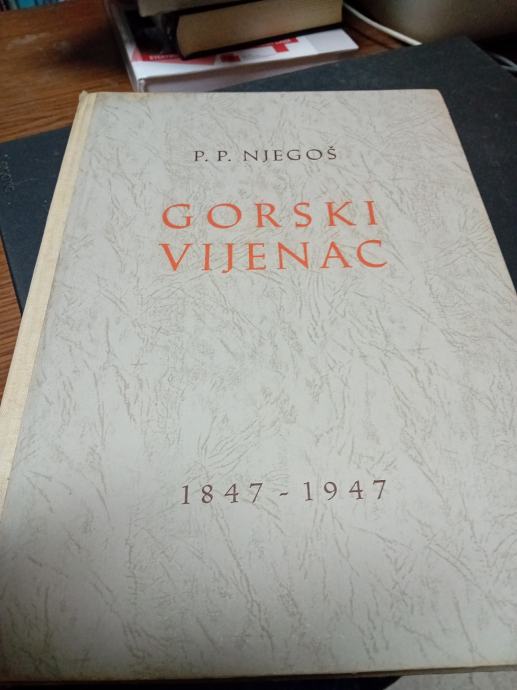 P. P. NJEGOŠ
GORSKI
VIJENAC
1847 - 1947